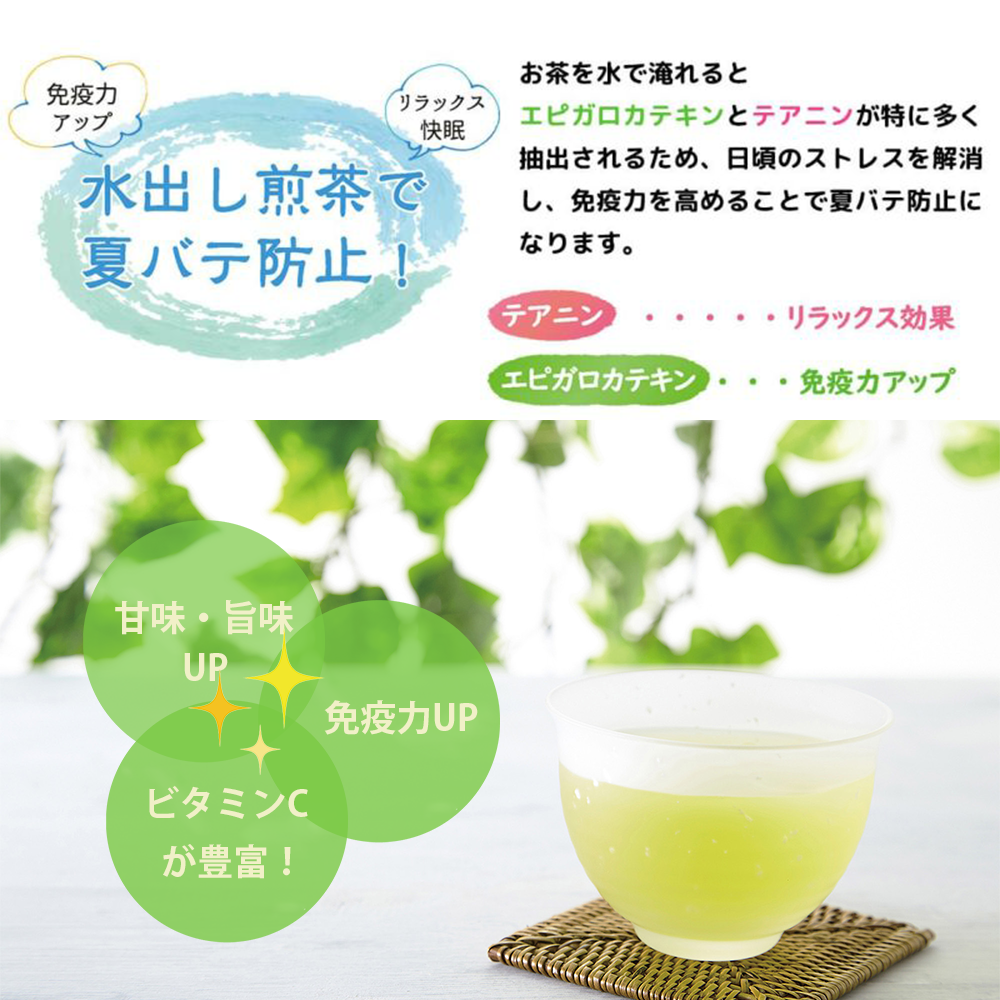 免疫力
アップ
リラックス
快眠
水出し煎茶で
夏バテ防止！
お茶を水で淹れると
エピガロカテキンとテアニンが特に多く
抽出されるため、日頃のストレスを解消
し、免疫力を高めることで夏バテ防止に
なります。
テアニン ・・・・・・リラックス効果
エピガロカテキン・・・免疫力アップ
甘味・旨味
UP
免疫力UP
ビタミンC
が豊富！